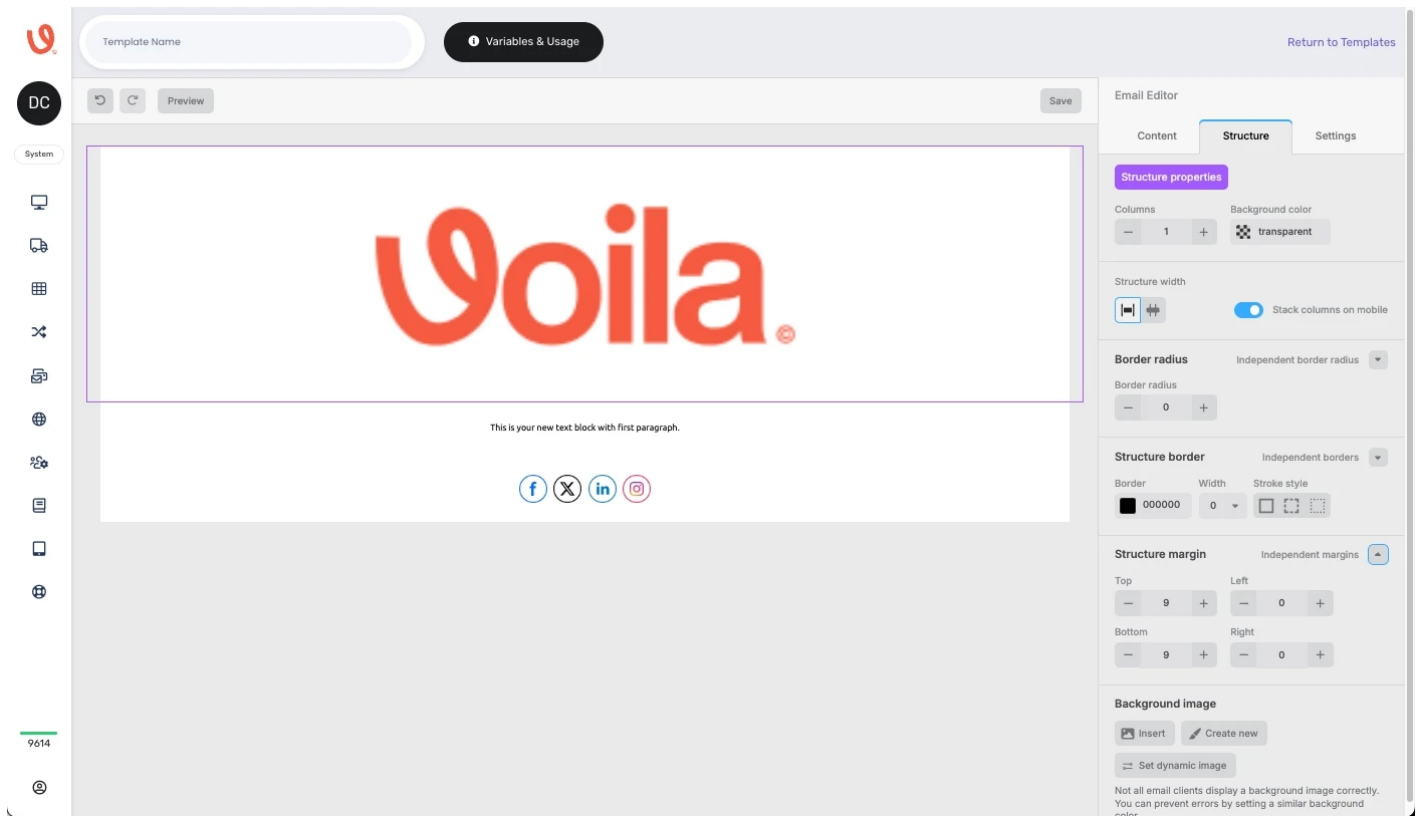 Template Name
Variables & Usage
Return to Templates
DC
System
Preview
Save
Email Editor
Content Structure Settings
Structure properties
Columns Background color
1 transparent
Structure width
Stack columns on mobile
Border radius Independent border radius
Border radius
0
Structure border Independent borders
Border Width Stroke style
000000 0
Structure margin Independent margins
Top Left
9 0
Bottom Right
9 0
Background image
Insert Create new
Set dynamic image
Not all email clients display a background image correctly.
You can prevent errors by setting a similar background
color.
Voila.
This is your new text block with first paragraph.
9614